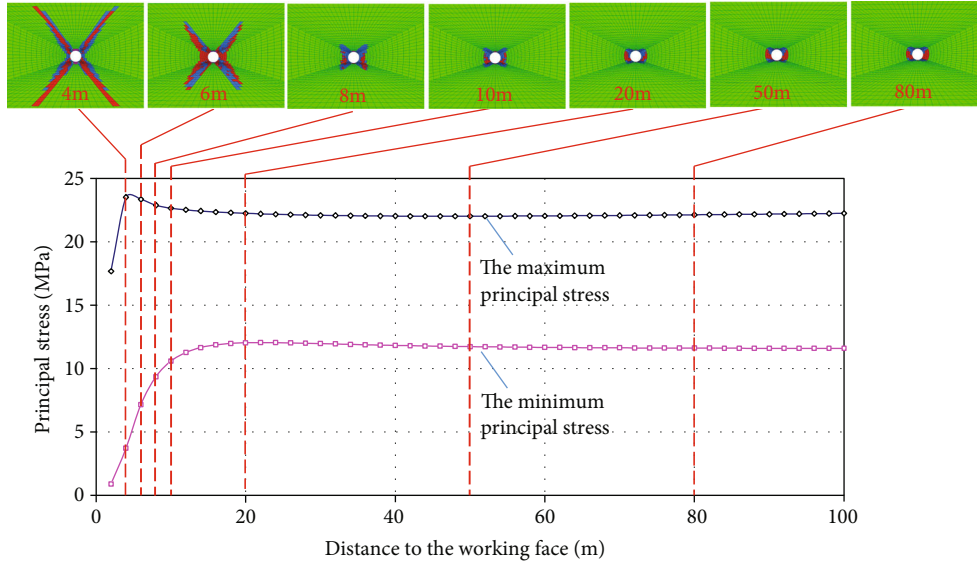 4m 6m 8m 10m 20m 50m 80m
25
20
15
10
5
0
Principal stress (MPa)
The maximum
principal stress
The minimum
principal stress
0 20 40 60 80 100
Distance to the working face (m)